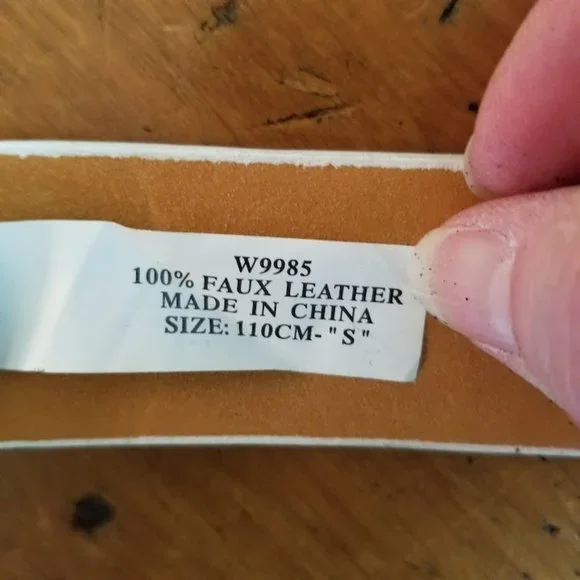 W9985
100% FAUX LEATHER
MADE IN CHINA
SIZE: 110CM- "S"